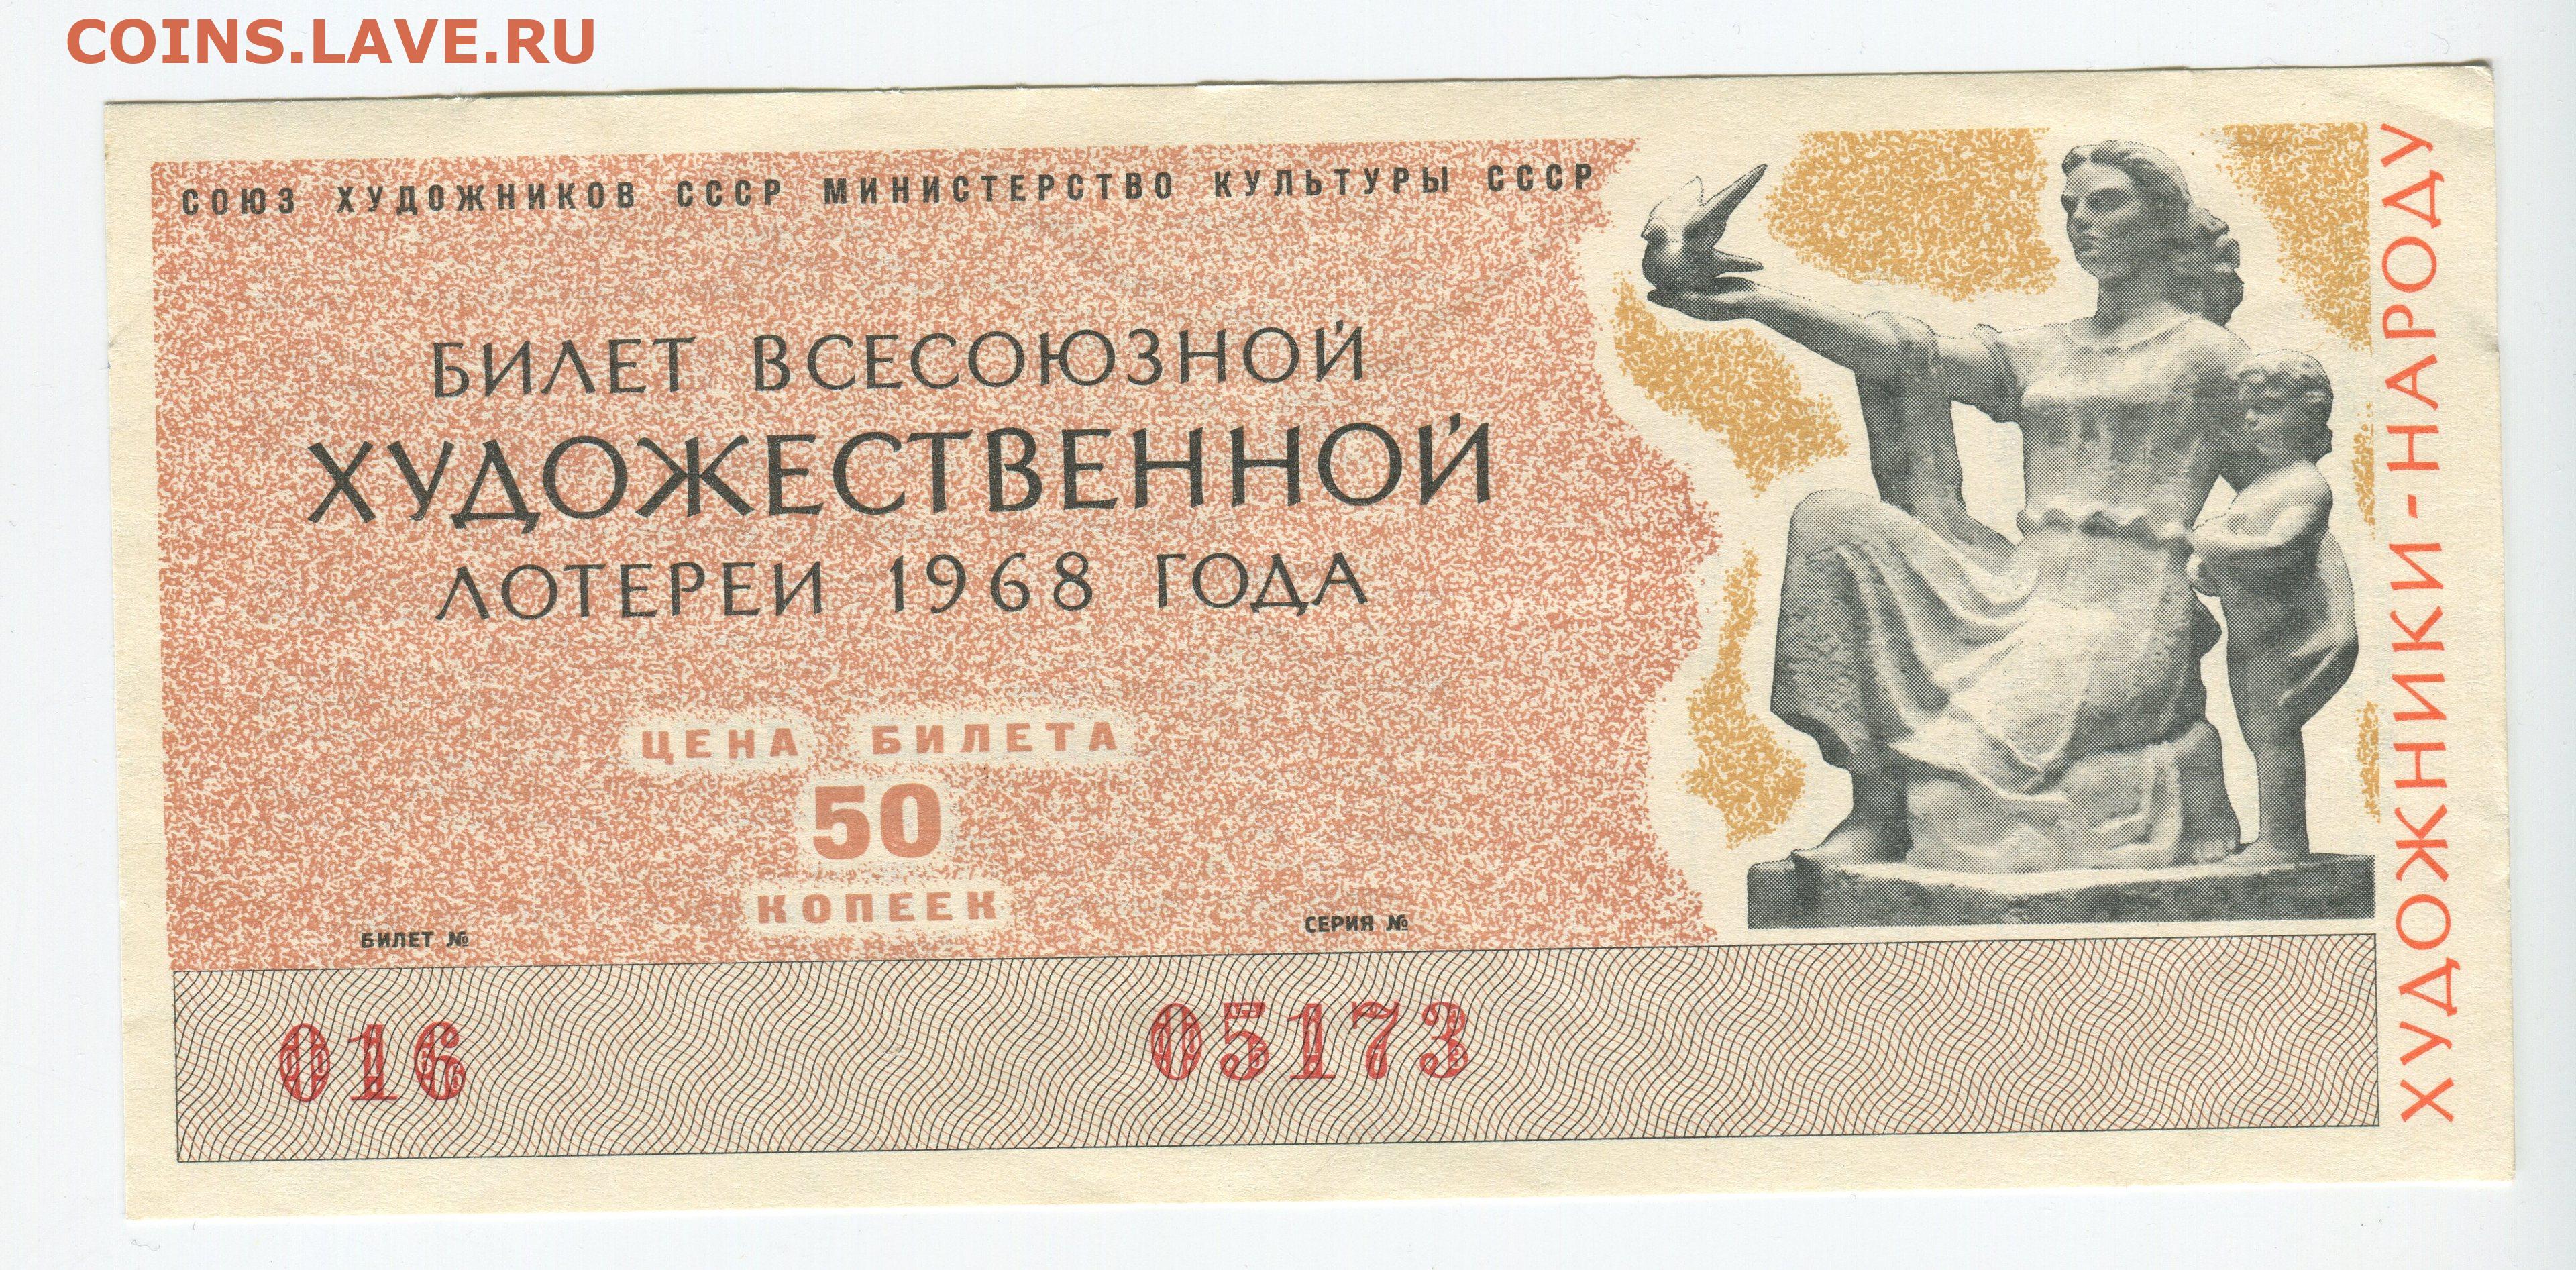 COINS.LAVE.RU
СОЮЗ ХУДОЖНИКОВ СССР МИНИСТЕРСТВО КУЛЬТУРЫ СССР
БИЛЕТ ВСЕСОЮЗНОЙ
ХУДОЖЕСТВЕННОЙ
ЛОТЕРЕИ 1968 ГОДА
ЦЕНА БИЛЕТА
50
КОПЕЕК
БИЛЕТ №
СЕРИЯ №
016
05173
ХУДОЖНИКИ-НАРОДУ